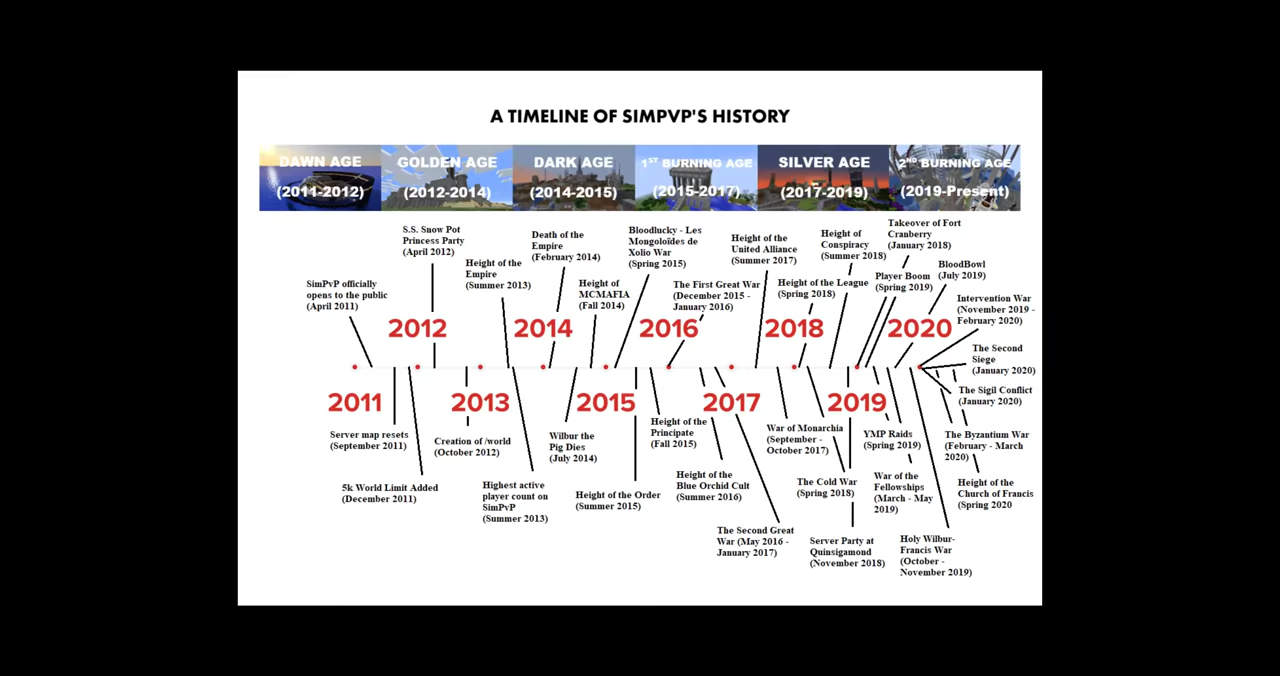 A TIMELINE OF SIMPVP'S HISTORY
DAWN AGE
(2011-2012)
GOLDEN AGE
(2012-2014)
DARK AGE
(2014-2015)
1ST BURNING AGE
(2015-2017)
SILVER AGE
(2017-2019)
2ND BURNING AGE
(2019-Present)
SimPvP officially
opens to the public
(April 2011)
S.S. Snow Pot
Princess Party
(April 2012)
Height of the
Empire
(Summer 2013)
Death of the
Empire
(February 2014)
Height of
MCMAFIA
(Fall 2014)
Bloodlucky - Les
Mongoloïdes de
Xolio War
(Spring 2015)
The First Great War
(December 2015 -
January 2016)
Height of the
United Alliance
(Summer 2017)
Height of the League
(Spring 2018)
Height of
Conspiracy
(Summer 2018)
Takeover of Fort
Cranberry
(January 2018)
Player Boom
(Spring 2019)
BloodBowl
(July 2019)
Intervention War
(November 2019 -
February 2020)
The Second
Siege
(January 2020)
The Sigil Conflict
(January 2020)
2012
2014
2016
2018
2020
2011
2013
2015
2017
2019
Server map resets
(September 2011)
5k World Limit Added
(December 2011)
Creation of /world
(October 2012)
Highest active
player count on
SimPvP
(Summer 2013)
Wilbur the
Pig Dies
(July 2014)
Height of the Order
(Summer 2015)
Height of the
Principate
(Fall 2015)
Height of the
Blue Orchid Cult
(Summer 2016)
The Second Great
War (May 2016 -
January 2017)
War of Monarchia
(September -
October 2017)
The Cold War
(Spring 2018)
Server Party at
Quinsigamond
(November 2018)
YMP Raids
(Spring 2019)
War of the
Fellowships
(March - May
2019)
Holy Wilbur-
Francis War
(October -
November 2019)
The Byzantium War
(February - March
2020)
Height of the
Church of Francis
(Spring 2020